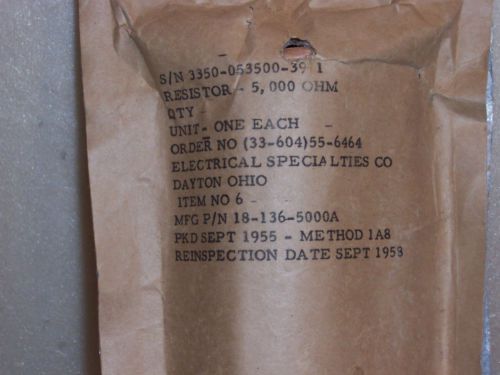 S/N 3350-053500-39 1
RESISTOR - 5,000 OHM
QTY -
UNIT - ONE EACH -
ORDER NO (33-604)55-6464
ELECTRICAL SPECIALTIES CO
DAYTON OHIO
ITEM NO 6 -
MFG P/N 18-136-5000A
PKD SEPT 1955 - METHOD 1A8
REINSPECTION DATE SEPT 1958